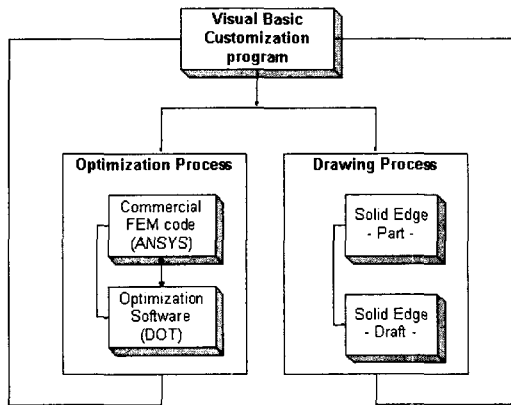 Visual Basic
Customization
program
Optimization Process
Commercial
FEM code
(ANSYS)
Optimization
Software
(DOT)
Drawing Process
Solid Edge
- Part -
Solid Edge
- Draft -